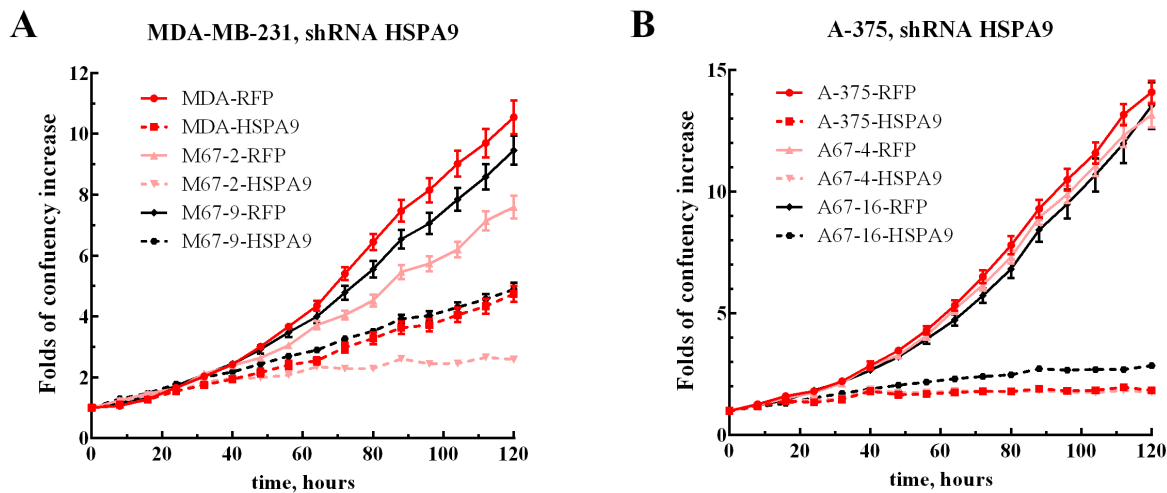 A
MDA-MB-231, shRNA HSPA9
Folds of confuency increase
12
10
8
6
4
2
0
MDA-RFP
MDA-HSPA9
M67-2-RFP
M67-2-HSPA9
M67-9-RFP
M67-9-HSPA9
0 20 40 60 80 100 120
time, hours
B
A-375, shRNA HSPA9
Folds of confuency increase
15
10
5
0
A-375-RFP
A-375-HSPA9
A67-4-RFP
A67-4-HSPA9
A67-16-RFP
A67-16-HSPA9
0 20 40 60 80 100 120
time, hours